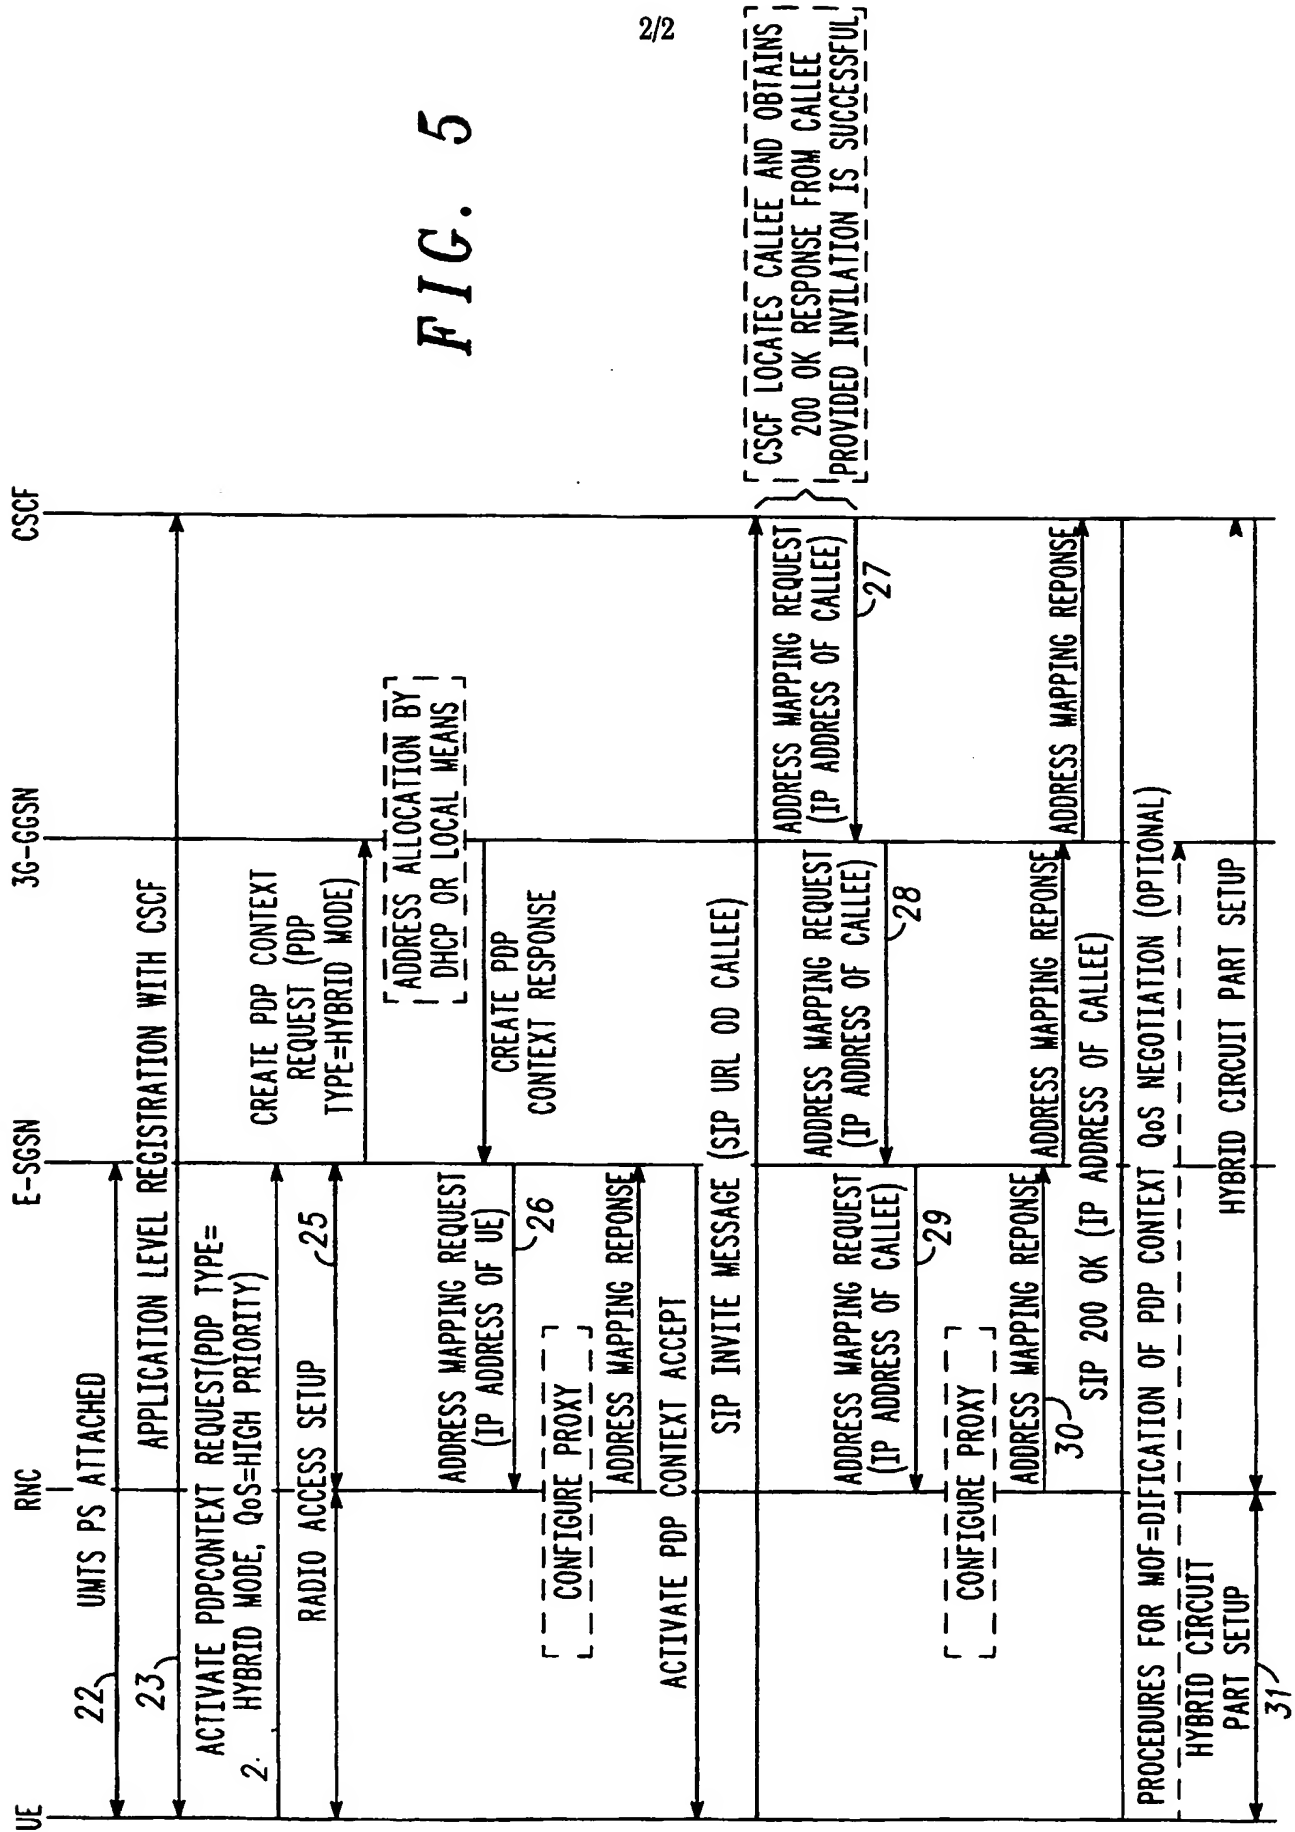 2/2
FIG. 5
UE
RNC
E-SGSN
3G-GGSN
CSCF
UMTS PS ATTACHED
22
APPLICATION LEVEL REGISTRATION WITH CSCF
23
ACTIVATE PDPCONTEXT REQUEST(PDP TYPE=
HYBRID MODE, QoS=HIGH PRIORITY)
2.
CREATE PDP CONTEXT
REQUEST (PDP
TYPE=HYBRID MODE)
RADIO ACCESS SETUP
25
ADDRESS ALLOCATION BY
DHCP OR LOCAL MEANS
CREATE PDP
CONTEXT RESPONSE
ADDRESS MAPPING REQUEST
(IP ADDRESS OF UE)
26
CONFIGURE PROXY
ADDRESS MAPPING REPONSE
ACTIVATE PDP CONTEXT ACCEPT
SIP INVITE MESSAGE (SIP URL OD CALLEE)
CSCF LOCATES CALLEE AND OBTAINS
200 OK RESPONSE FROM CALLEE
PROVIDED INVILATION IS SUCCESSFUL
ADDRESS MAPPING REQUEST
(IP ADDRESS OF CALLEE)
27
ADDRESS MAPPING REQUEST
(IP ADDRESS OF CALLEE)
28
ADDRESS MAPPING REQUEST
(IP ADDRESS OF CALLEE)
29
CONFIGURE PROXY
ADDRESS MAPPING REPONSE
30
ADDRESS MAPPING REPONSE
ADDRESS MAPPING REPONSE
SIP 200 OK (IP ADDRESS OF CALLEE)
PROCEDURES FOR MOF=DIFICATION OF PDP CONTEXT QoS NEGOTIATION (OPTIONAL)
HYBRID CIRCUIT
PART SETUP
HYBRID CIRCUIT PART SETUP
31